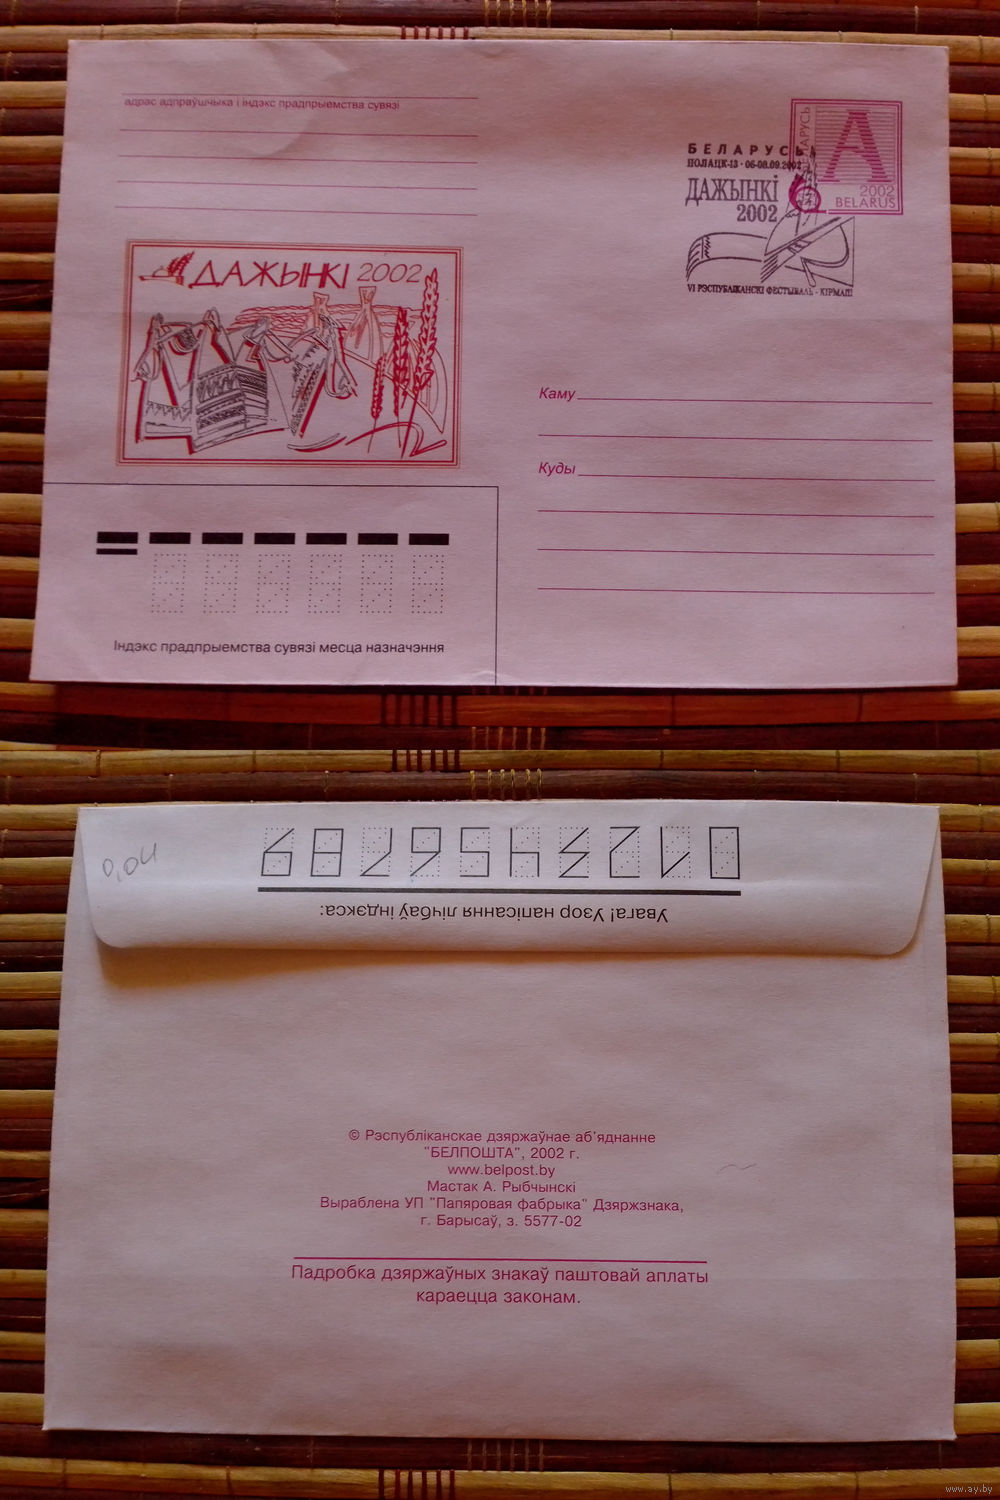 адрас адпраўшчыка і індэкс прадпрыемства сувязі
БЕЛАРУСЬ
ПОЛАЦК-13 · 06-08.09.2002
ДАЖЫНКІ
2002
VI РЭСПУБЛІКАНСКІ ФЕСТЫВАЛЬ - КІРМАШ
БЕЛАРУСЬ
А
2002
BELARUS
ДАЖЫНКІ 2002
Каму
Куды
Індэкс прадпрыемства сувязі месца назначэння
0,04
0123456789
Увага! Узор напісання лічбаў індэкса:
© Рэспубліканскае дзяржаўнае аб'яднанне
"БЕЛПОШТА", 2002 г.
www.belpost.by
Мастак А. Рыбчынскі
Выраблена УП "Папяровая фабрыка" Дзяржзнака,
г. Барысаў, з. 5577-02
Падробка дзяржаўных знакаў паштовай аплаты
караецца законам.
www.ay.by